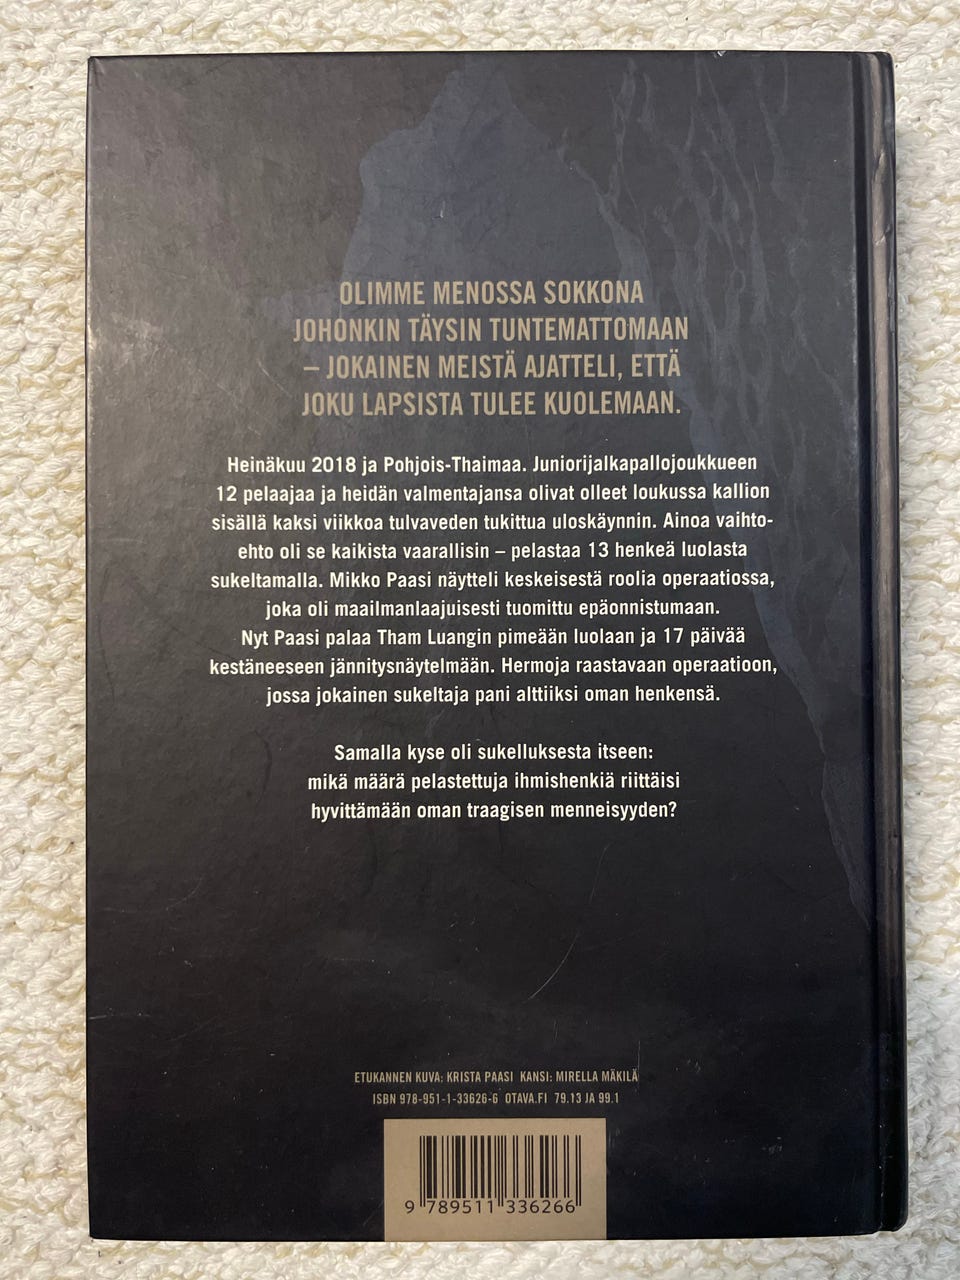 OLIMME MENOSSA SOKKONA
JOHONKIN TÄYSIN TUNTEMATTOMAAN
– JOKAINEN MEISTÄ AJATTELI, ETTÄ
JOKU LAPSISTA TULEE KUOLEMAAN.
Heinäkuu 2018 ja Pohjois-Thaimaa. Juniorijalkapallojoukkueen
12 pelaajaa ja heidän valmentajansa olivat olleet loukussa kallion
sisällä kaksi viikkoa tulvaveden tukittua uloskäynnin. Ainoa vaihto-
ehto oli se kaikista vaarallisin – pelastaa 13 henkeä luolasta
sukeltamalla. Mikko Paasi näytteli keskeisestä roolia operaatiossa,
joka oli maailmanlaajuisesti tuomittu epäonnistumaan.
Nyt Paasi palaa Tham Luangin pimeään luolaan ja 17 päivää
kestäneeseen jännitysnäytelmään. Hermoja raastavaan operaatioon,
jossa jokainen sukeltaja pani alttiiksi oman henkensä.
Samalla kyse oli sukelluksesta itseen:
mikä määrä pelastettuja ihmishenkiä riittäisi
hyvittämään oman traagisen menneisyyden?
ETUKANNEN KUVA: KRISTA PAASI KANSI: MIRELLA MÄKILÄ
ISBN 978-951-1-33626-6 OTAVA.FI 79.13 JA 99.1
9 789511 336266